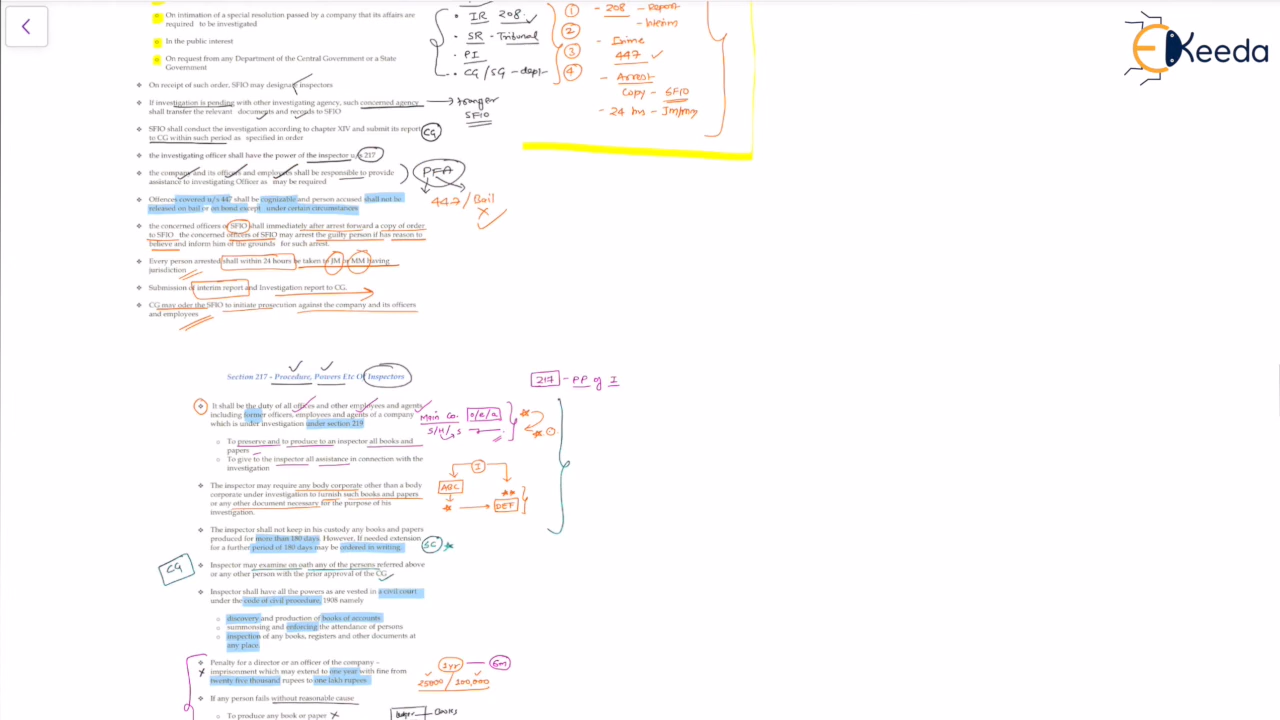 On intimation of a special resolution passed by a company that its affairs are
required to be investigated
In the public interest
On request from any Department of the Central Government or a State
Government
On receipt of such order, SFIO may designate inspectors
If investigation is pending with other investigating agency, such concerned agency
shall transfer the relevant documents and records to SFIO
SFIO shall conduct the investigation according to chapter XIV and submit its report
to CG within such period as specified in order
the investigating officer shall have the power of the inspector u/s 217
the company and its officers and employees shall be responsible to provide
assistance to investigating Officer as may be required
Offences covered u/s 447 shall be cognizable and person accused shall not be
released on bail or on bond except under certain circumstances
the concerned officers of SFIO shall immediately after arrest forward a copy of order
to SFIO the concerned officers of SFIO may arrest the guilty person if has reason to
believe and inform him of the grounds for such arrest.
Every person arrested shall within 24 hours be taken to JM or MM having
jurisdiction
Submission of interim report and Investigation report to CG.
CG may oder the SFIO to initiate prosecution against the company and its officers
and employees
IR 208
SR - Tribunal
PI
CG / SG - dept
→ transfer
SFIO
CG
PFA
447 / Bail
1 - 208 - Report
- Interim
2
- Crime
3 447
4 - Arrest
Copy - SFIO
- 24 hrs - JM/MM
EKeeda
Section 217 - Procedure, Powers Etc Of Inspectors
217 - PP of I
It shall be the duty of all offices and other employees and agents
including former officers, employees and agents of a company
which is under investigation under section 219
To preserve and to produce to an inspector all books and
papers
To give to the inspector all assistance in connection with the
investigation
Main Co. o/e/a
S/H/S
The inspector may require any body corporate other than a body
corporate under investigation to furnish such books and papers
or any other document necessary for the purpose of his
investigation.
I
ABC
DEF
The inspector shall not keep in his custody any books and papers
produced for more than 180 days. However, If needed extension
for a further period of 180 days may be ordered in writing.
SC
CG
Inspector may examine on oath any of the persons referred above
or any other person with the prior approval of the CG
Inspector shall have all the powers as are vested in a civil court
under the code of civil procedure, 1908 namely
discovery and production of books of accounts
summonsing and enforcing the attendance of persons
inspection of any books, registers and other documents at
any place.
Penalty for a director or an officer of the company –
imprisonment which may extend to one year with fine from
twenty five thousand rupees to one lakh rupees
1yr — 6m
25000 / 100,000
If any person fails without reasonable cause
To produce any book or paper
Books